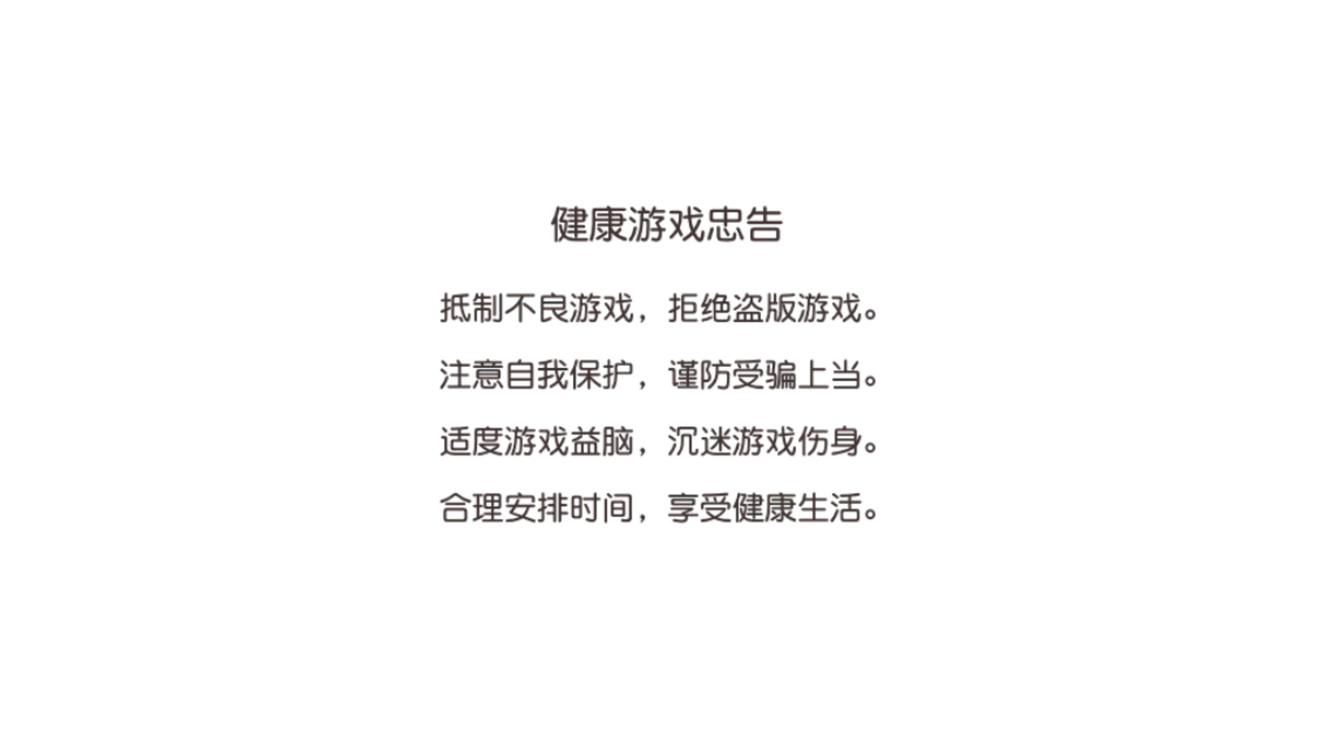 健康游戏忠告
抵制不良游戏，拒绝盗版游戏。
注意自我保护，谨防受骗上当。
适度游戏益脑，沉迷游戏伤身。
合理安排时间，享受健康生活。